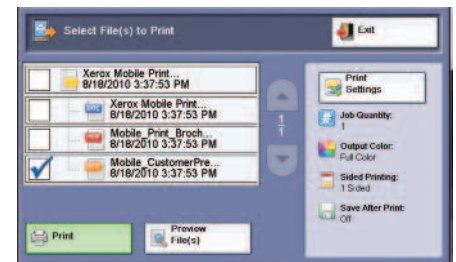 Select File(s) to Print
Exit
Xerox Mobile Print...
8/18/2010 3:37:53 PM
DOC
Xerox Mobile Print...
8/18/2010 3:37:53 PM
Mobile_Print_Broch...
8/18/2010 3:37:53 PM
Mobile_CustomerPre...
8/18/2010 3:37:53 PM
1
1
Print
Settings
Job Quantity:
1
Output Color:
Full Color
Sided Printing:
1 Sided
Save After Print:
Off
Print
Preview
File(s)